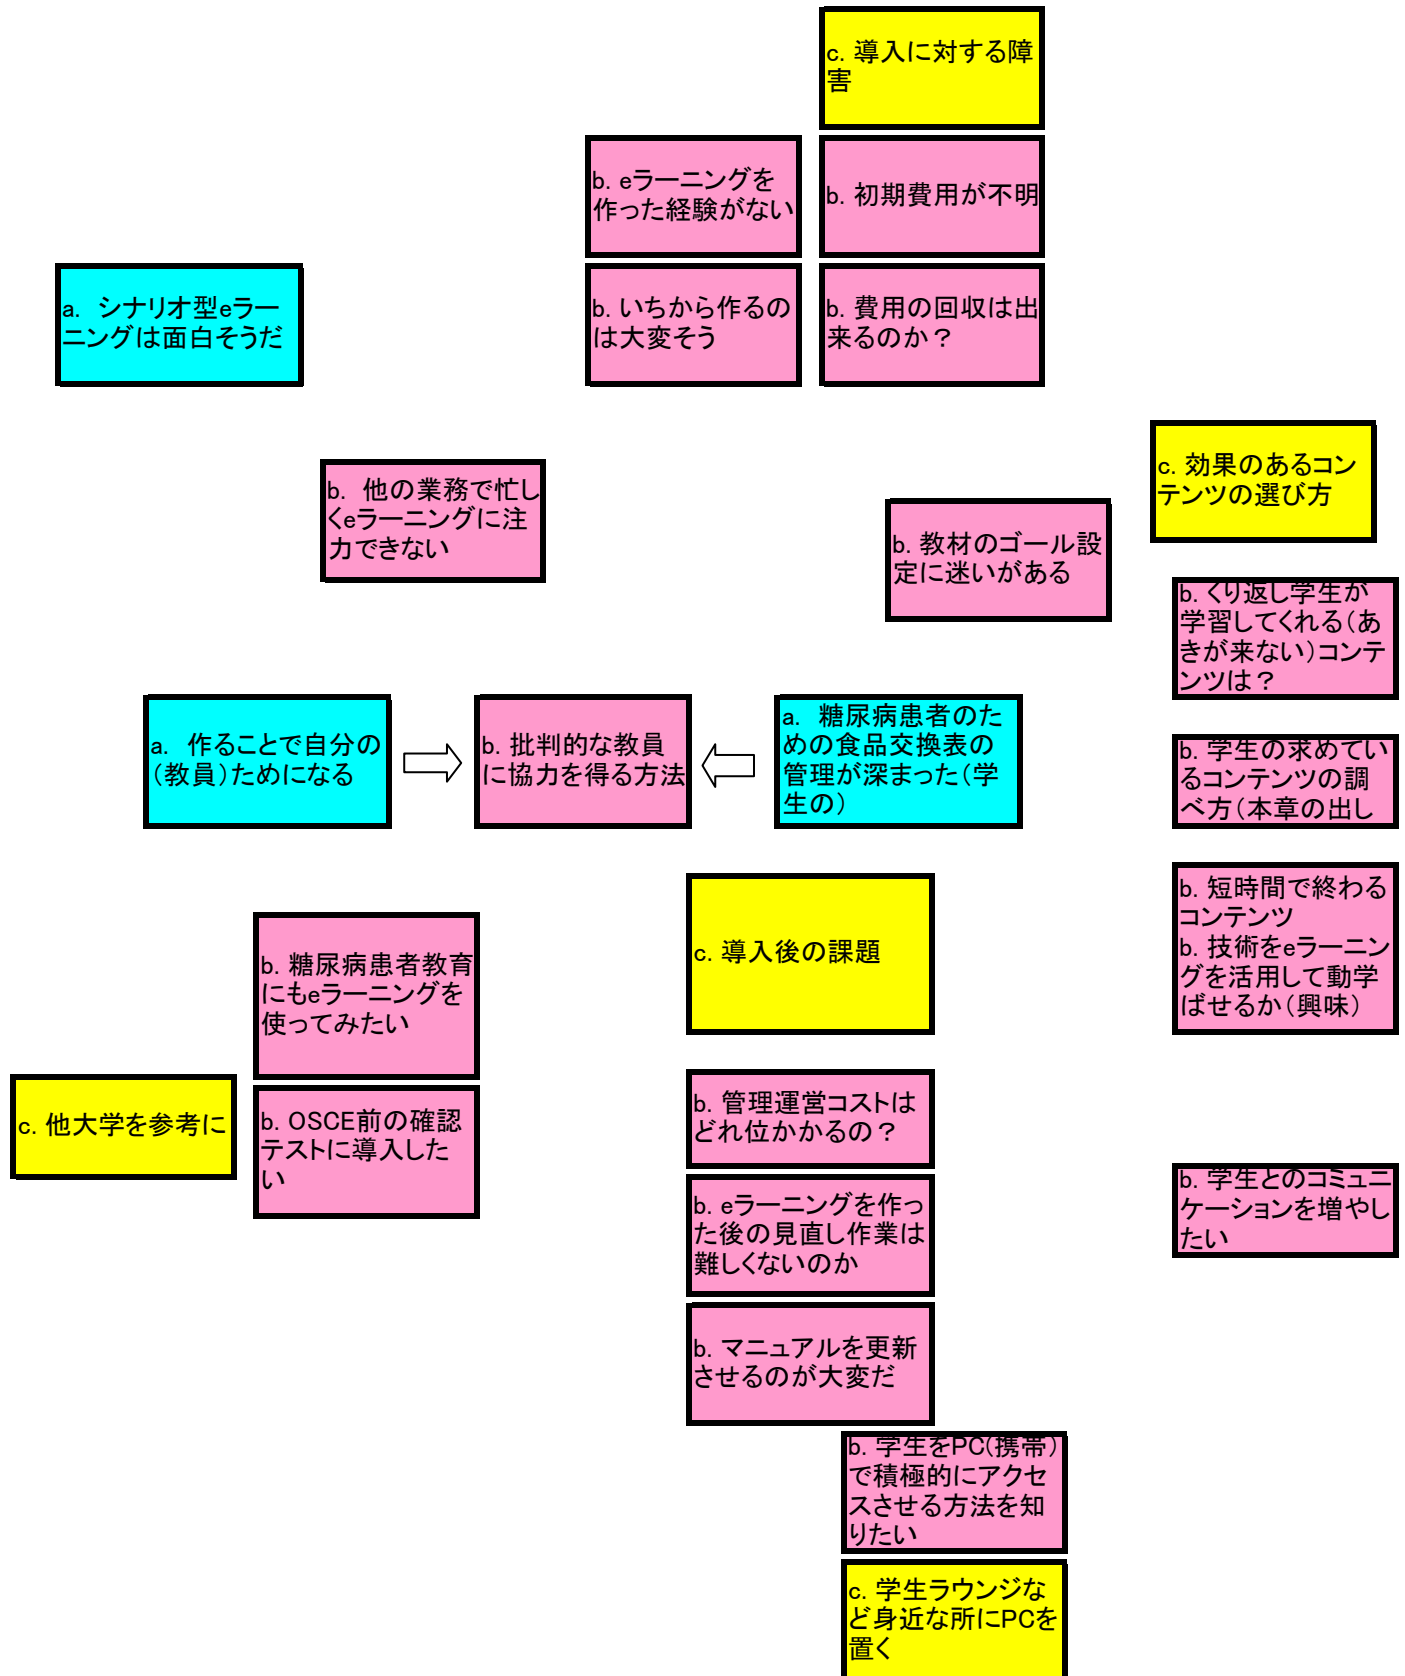 c. 導入に対する障
害
b. eラーニングを
作った経験がない
b. 初期費用が不明
a. シナリオ型eラー
ニングは面白そうだ
b. いちから作るの
は大変そう
b. 費用の回収は出
来るのか？
c. 効果のあるコン
テンツの選び方
b. 他の業務で忙し
くeラーニングに注
力できない
b. 教材のゴール設
定に迷いがある
b. くり返し学生が
学習してくれる（あ
きが来ない）コンテ
ンツは？
a. 作ることで自分の
（教員）ためになる
b. 批判的な教員
に協力を得る方法
a. 糖尿病患者のた
めの食品交換表の
管理が深まった（学
生の）
b. 学生の求めてい
るコンテンツの調
べ方（本章の出し
b. 短時間で終わる
コンテンツ
b. 技術をeラーニン
グを活用して動学
ばせるか（興味）
c. 導入後の課題
b. 糖尿病患者教育
にもeラーニングを
使ってみたい
c. 他大学を参考に
b. OSCE前の確認
テストに導入した
い
b. 管理運営コストは
どれ位かかるの？
b. 学生とのコミュニ
ケーションを増やし
たい
b. eラーニングを作っ
た後の見直し作業は
難しくないのか
b. マニュアルを更新
させるのが大変だ
b. 学生をPC(携帯)
で積極的にアクセ
スさせる方法を知
りたい
c. 学生ラウンジな
ど身近な所にPCを
置く